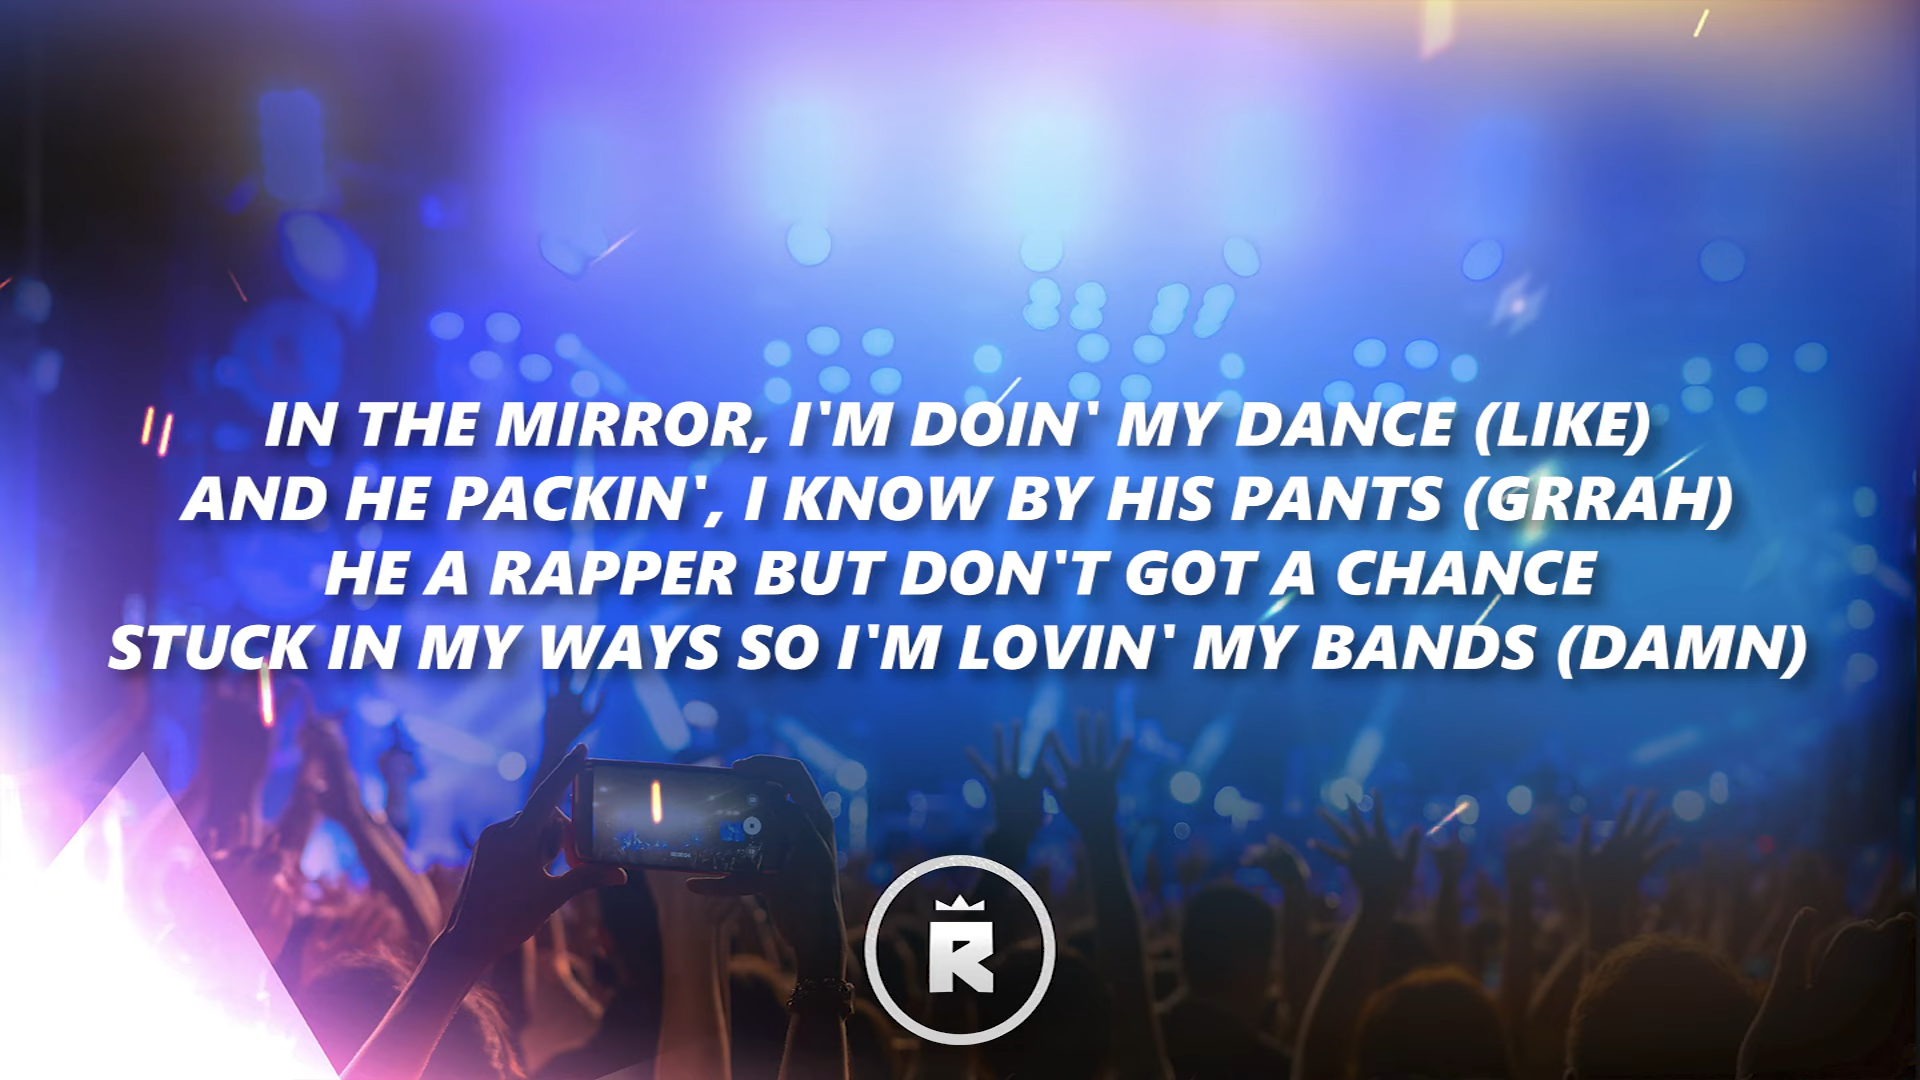 IN THE MIRROR, I'M DOIN' MY DANCE (LIKE)
AND HE PACKIN', I KNOW BY HIS PANTS (GRRAH)
HE A RAPPER BUT DON'T GOT A CHANCE
STUCK IN MY WAYS SO I'M LOVIN' MY BANDS (DAMN)
R